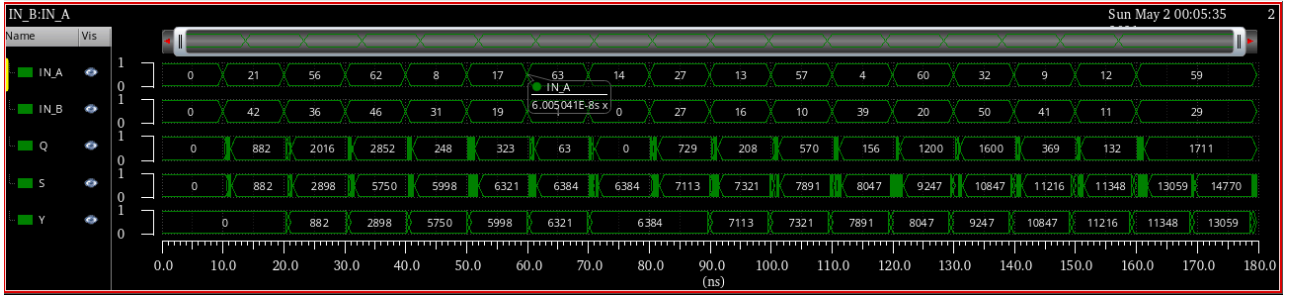 IN_B:IN_A Sun May 2 00:05:35 2
Name Vis
IN_A 1 0 0 21 56 62 8 17 63 14 27 13 57 4 60 32 9 12 59
IN_A
6.005041E-8s x
IN_B 1 0 0 42 36 46 31 19 0 27 16 10 39 20 50 41 11 29
Q 1 0 0 882 2016 2852 248 323 63 0 729 208 570 156 1200 1600 369 132 1711
S 1 0 0 882 2898 5750 5998 6321 6384 6384 7113 7321 7891 8047 9247 10847 11216 11348 13059 14770
Y 1 0 0 882 2898 5750 5998 6321 6384 7113 7321 7891 8047 9247 10847 11216 11348 13059
0.0 10.0 20.0 30.0 40.0 50.0 60.0 70.0 80.0 90.0 100.0 110.0 120.0 130.0 140.0 150.0 160.0 170.0 180.0
(ns)